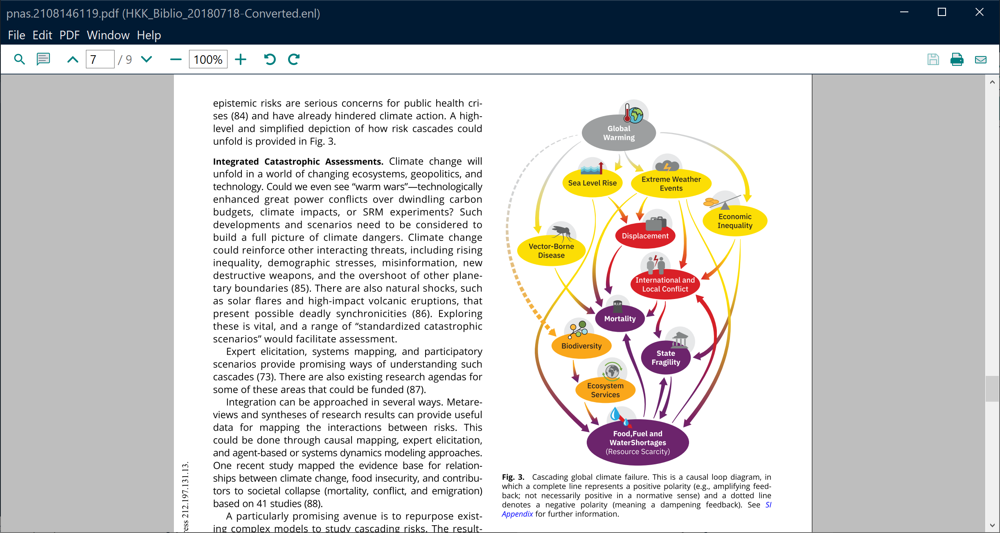 pnas.2108146119.pdf (HKK_Biblio_20180718-Converted.enl)
File Edit PDF Window Help
7 / 9 100%
epistemic risks are serious concerns for public health cri-
ses (84) and have already hindered climate action. A high-
level and simplified depiction of how risk cascades could
unfold is provided in Fig. 3.
Integrated Catastrophic Assessments. Climate change will
unfold in a world of changing ecosystems, geopolitics, and
technology. Could we even see “warm wars”—technologically
enhanced great power conflicts over dwindling carbon
budgets, climate impacts, or SRM experiments? Such
developments and scenarios need to be considered to
build a full picture of climate dangers. Climate change
could reinforce other interacting threats, including rising
inequality, demographic stresses, misinformation, new
destructive weapons, and the overshoot of other plane-
tary boundaries (85). There are also natural shocks, such
as solar flares and high-impact volcanic eruptions, that
present possible deadly synchronicities (86). Exploring
these is vital, and a range of “standardized catastrophic
scenarios” would facilitate assessment.
Expert elicitation, systems mapping, and participatory
scenarios provide promising ways of understanding such
cascades (73). There are also existing research agendas for
some of these areas that could be funded (87).
Integration can be approached in several ways. Metare-
views and syntheses of research results can provide useful
data for mapping the interactions between risks. This
could be done through causal mapping, expert elicitation,
and agent-based or systems dynamics modeling approaches.
One recent study mapped the evidence base for relation-
ships between climate change, food insecurity, and contribu-
tors to societal collapse (mortality, conflict, and emigration)
based on 41 studies (88).
A particularly promising avenue is to repurpose exist-
ing complex models to study cascading risks. The result-
ress 212.197.131.13.
Global
Warming
Sea Level Rise
Extreme Weather
Events
Economic
Inequality
Displacement
Vector-Borne
Disease
International and
Local Conflict
R.I.P.
Mortality
Biodiversity
State
Fragility
Ecosystem
Services
Food,Fuel and
WaterShortages
(Resource Scarcity)
Fig. 3. Cascading global climate failure. This is a causal loop diagram, in
which a complete line represents a positive polarity (e.g., amplifying feed-
back; not necessarily positive in a normative sense) and a dotted line
denotes a negative polarity (meaning a dampening feedback). See SI
Appendix for further information.